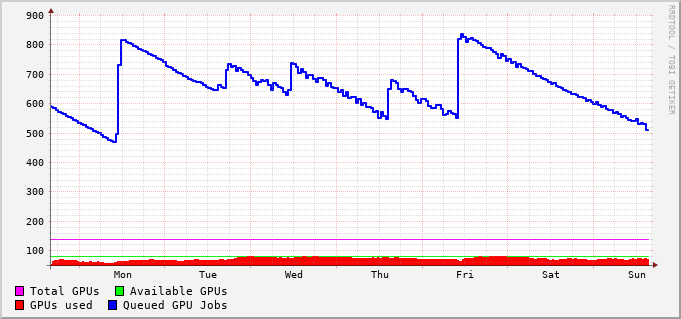 900
800
700
600
500
400
300
200
100
Mon Tue Wed Thu Fri Sat Sun
Total GPUs Available GPUs
GPUs used Queued GPU Jobs
RRDTOOL / TOBI OETIKER